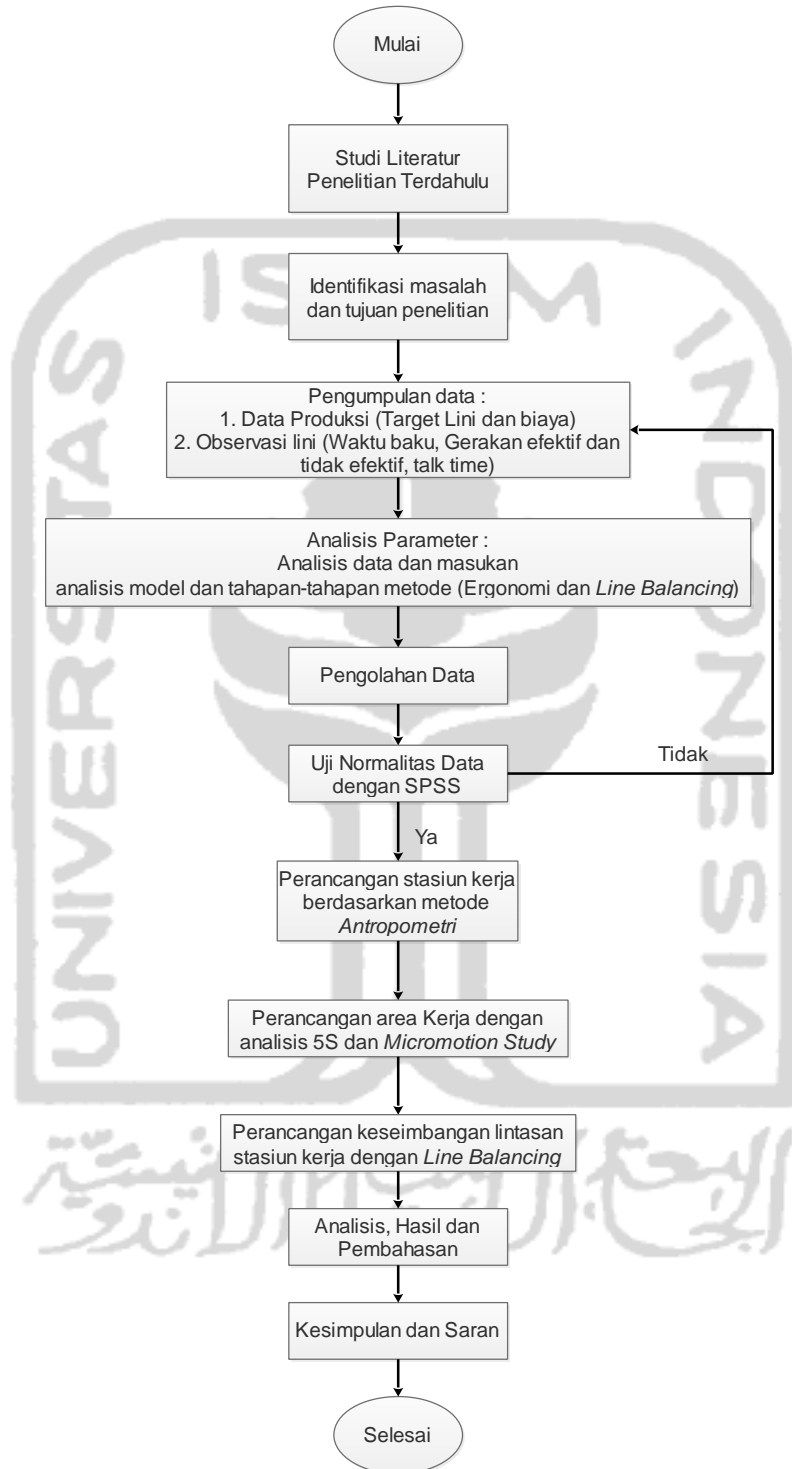 Mulai
Studi Literatur
Penelitian Terdahulu
Identifikasi masalah
dan tujuan penelitian
Pengumpulan data :
1. Data Produksi (Target Lini dan biaya)
2. Observasi lini (Waktu baku, Gerakan efektif dan
tidak efektif, talk time)
Analisis Parameter :
Analisis data dan masukan
analisis model dan tahapan-tahapan metode (Ergonomi dan Line Balancing)
Pengolahan Data
Uji Normalitas Data
dengan SPSS
Tidak
Ya
Perancangan stasiun kerja
berdasarkan metode
Antropometri
Perancangan area Kerja dengan
analisis 5S dan Micromotion Study
Perancangan keseimbangan lintasan
stasiun kerja dengan Line Balancing
Analisis, Hasil dan
Pembahasan
Kesimpulan dan Saran
Selesai
UNIVERSITAS
INDONESIA